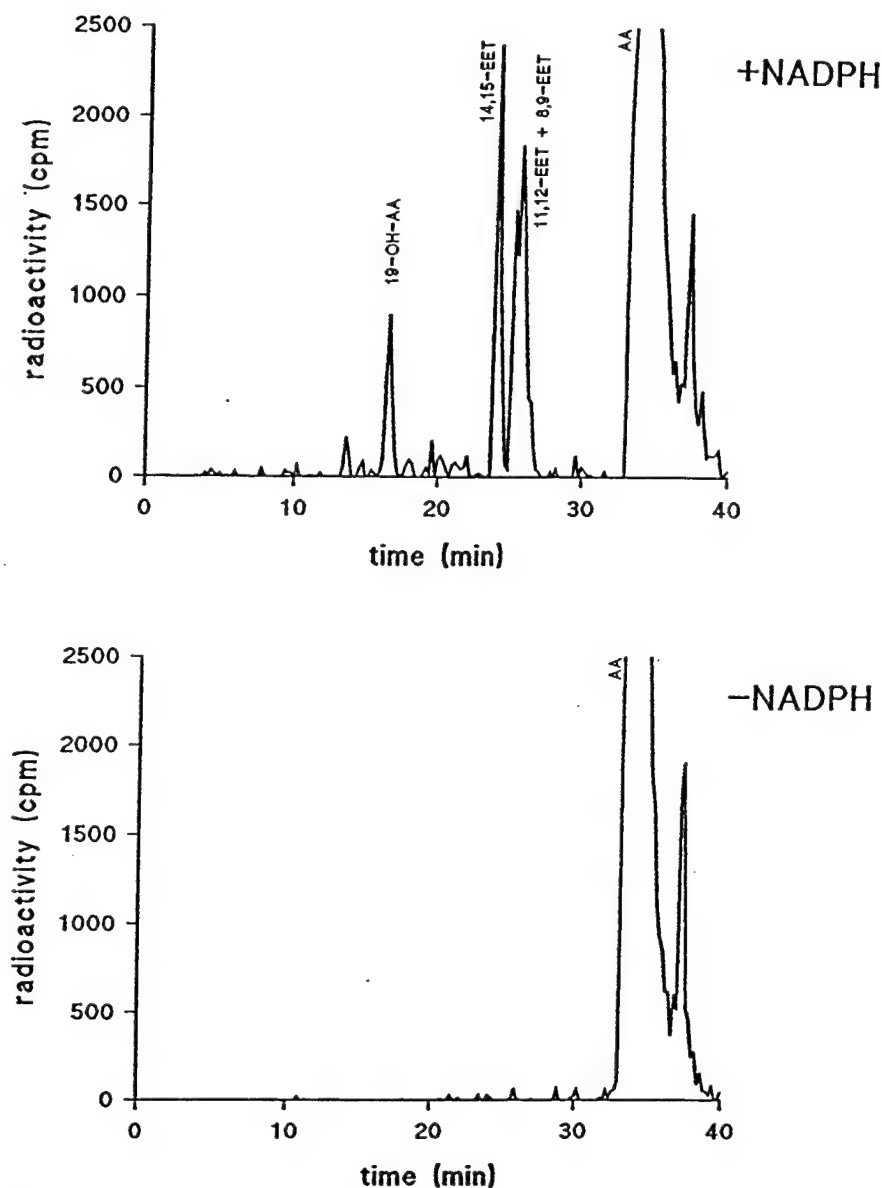 2500
2000
1500
1000
500
0
radioactivity (cpm)
19-OH-AA
14,15-EET
11,12-EET + 8,9-EET
AA
+NADPH
0 10 20 30 40
time (min)
2500
2000
1500
1000
500
0
radioactivity (cpm)
AA
−NADPH
0 10 20 30 40
time (min)